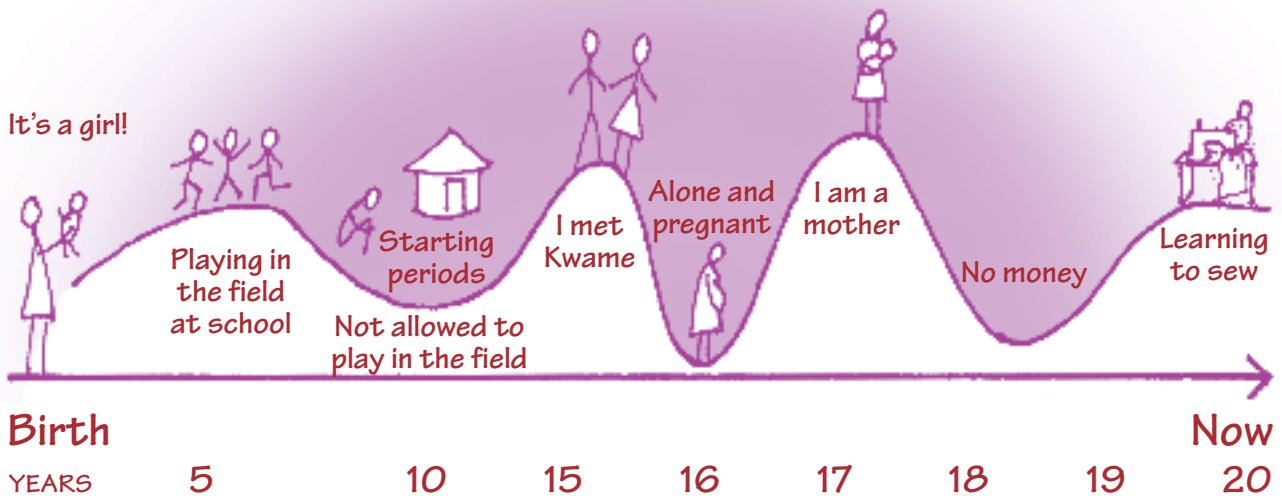 It's a girl!
Playing in
the field
at school
Starting
periods
Not allowed to
play in the field
I met
Kwame
Alone and
pregnant
I am a
mother
No money
Learning
to sew
Birth
Now
YEARS 5 10 15 16 17 18 19 20